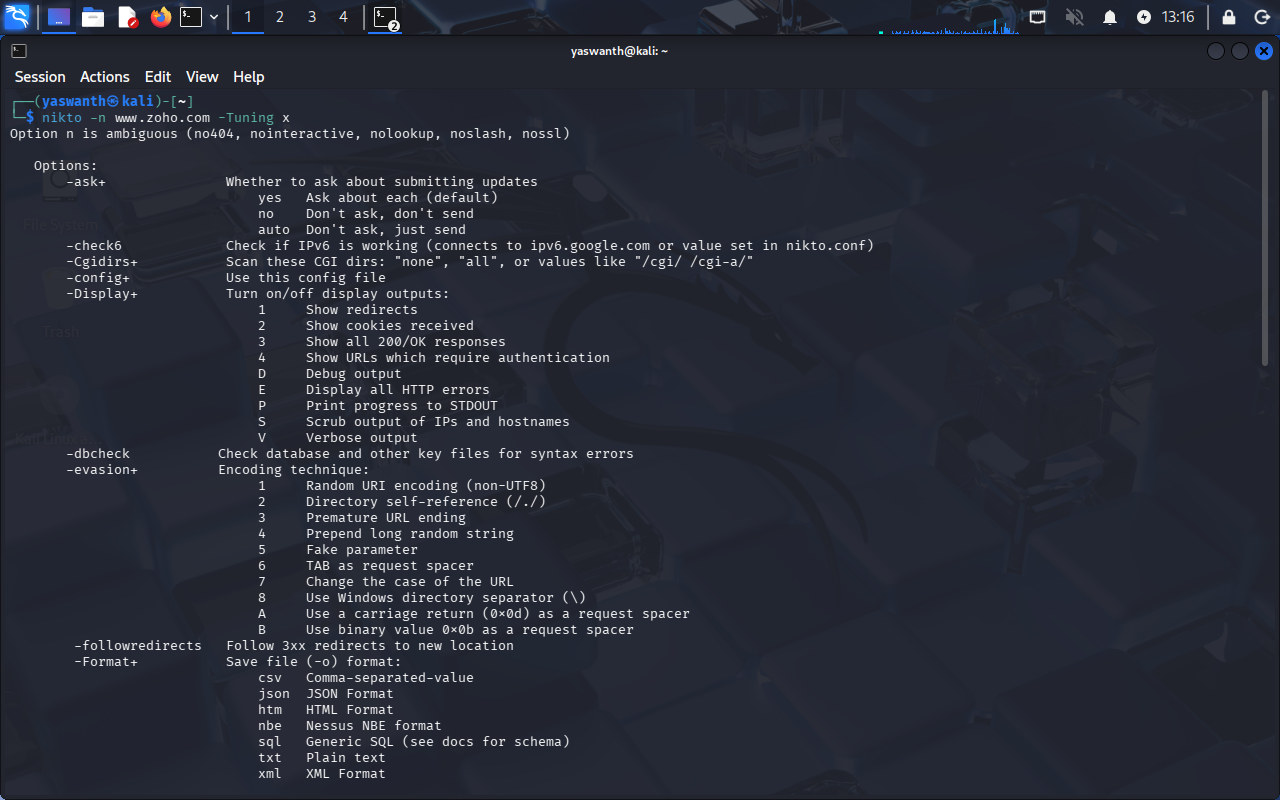 1 2 3 4 2 13:16
yaswanth@kali: ~
Session Actions Edit View Help
┌──(yaswanth㉿kali)-[~]
└─$ nikto -n www.zoho.com -Tuning x
Option n is ambiguous (no404, nointeractive, nolookup, noslash, nossl)
Options:
-ask+ Whether to ask about submitting updates
yes Ask about each (default)
no Don't ask, don't send
auto Don't ask, just send
-check6 Check if IPv6 is working (connects to ipv6.google.com or value set in nikto.conf)
-Cgidirs+ Scan these CGI dirs: "none", "all", or values like "/cgi/ /cgi-a/"
-config+ Use this config file
-Display+ Turn on/off display outputs:
1 Show redirects
2 Show cookies received
3 Show all 200/OK responses
4 Show URLs which require authentication
D Debug output
E Display all HTTP errors
P Print progress to STDOUT
S Scrub output of IPs and hostnames
V Verbose output
-dbcheck Check database and other key files for syntax errors
-evasion+ Encoding technique:
1 Random URI encoding (non-UTF8)
2 Directory self-reference (/./)
3 Premature URL ending
4 Prepend long random string
5 Fake parameter
6 TAB as request spacer
7 Change the case of the URL
8 Use Windows directory separator (\)
A Use a carriage return (0×0d) as a request spacer
B Use binary value 0×0b as a request spacer
-followredirects Follow 3xx redirects to new location
-Format+ Save file (-o) format:
csv Comma-separated-value
json JSON Format
htm HTML Format
nbe Nessus NBE format
sql Generic SQL (see docs for schema)
txt Plain text
xml XML Format
File System
Trash